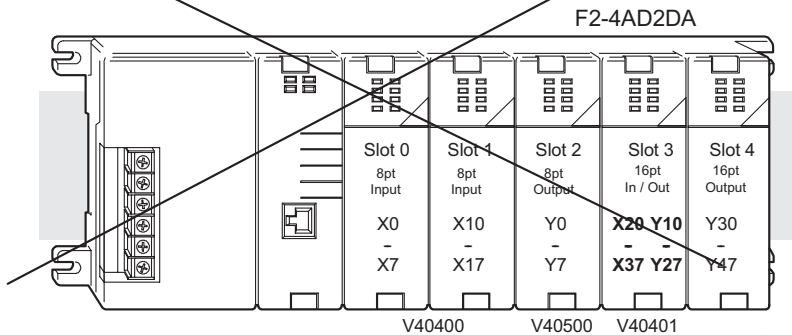 F2-4AD2DA
Slot 0 Slot 1 Slot 2 Slot 3 Slot 4
8pt 8pt 8pt 16pt 16pt
Input Input Output In / Out Output
X0 X10 Y0 X20 Y10 Y30
- - - - - -
X7 X17 Y7 X37 Y27 Y47
V40400 V40500 V40401